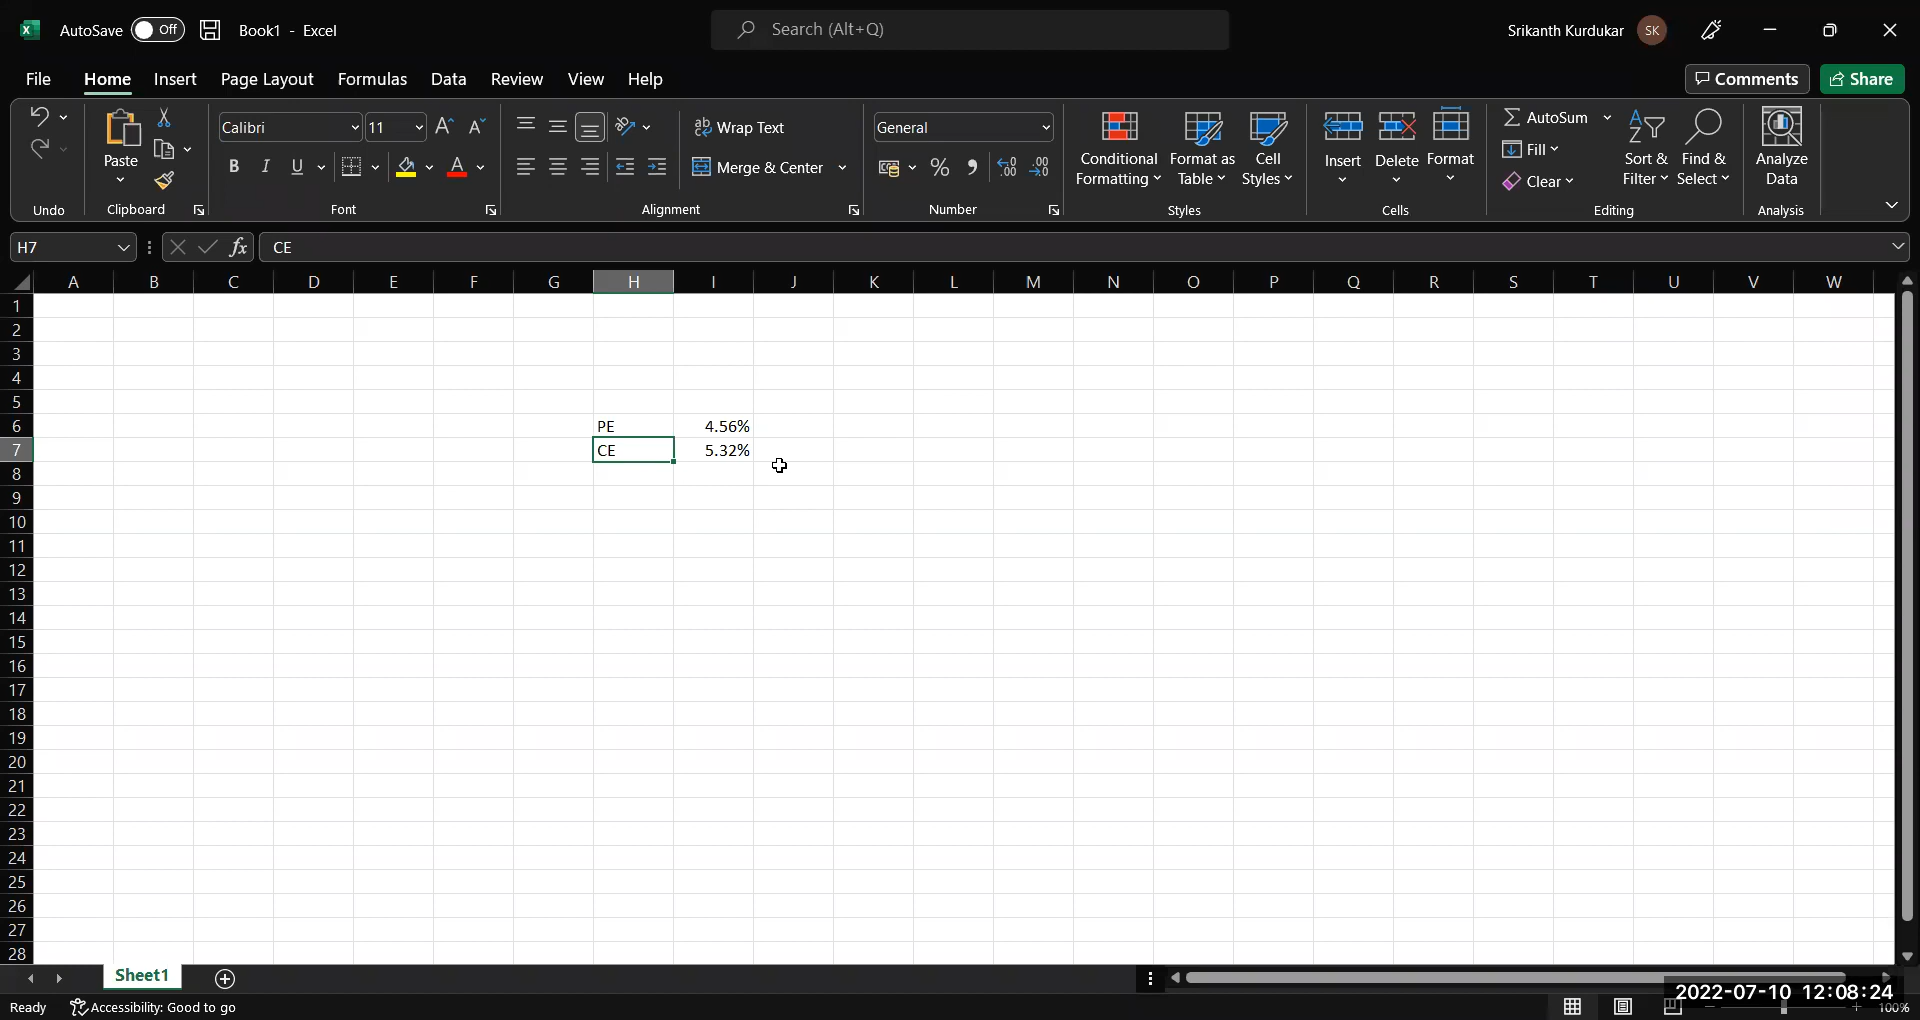 AutoSave Off Book1 - Excel Search (Alt+Q) Srikanth Kurdukar SK
File Home Insert Page Layout Formulas Data Review View Help Comments Share
Calibri 11 Wrap Text General AutoSum
Paste Conditional Formatting Format as Table Cell Styles Insert Delete Format Fill Sort & Filter Find & Select Analyze Data
B I U A Merge & Center % Clear
Undo Clipboard Font Alignment Number Styles Cells Editing Analysis
H7 fx CE
A B C D E F G H I J K L M N O P Q R S T U V W
1
2
3
4
5
6 PE 4.56%
7 CE 5.32%
8
9
10
11
12
13
14
15
16
17
18
19
20
21
22
23
24
25
26
27
28
Sheet1
2022-07-10 12:08:24
Ready Accessibility: Good to go 100%